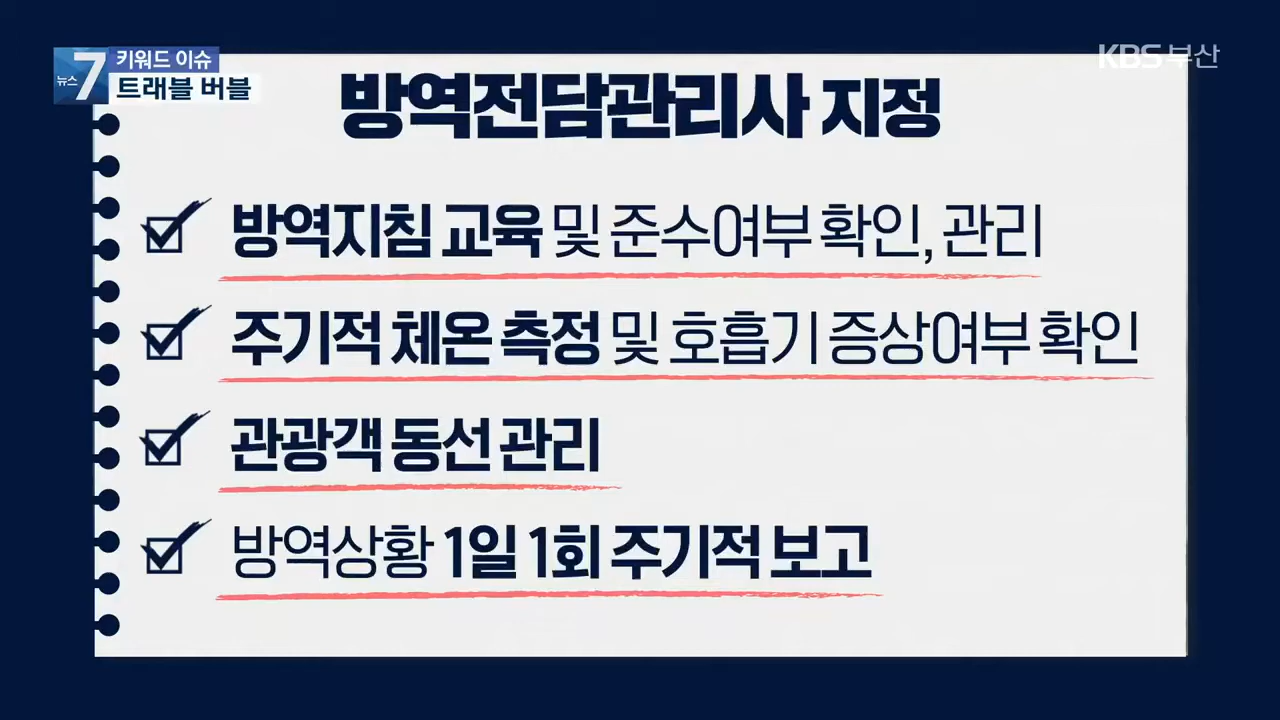 뉴스 7
키워드 이슈
트래블 버블
KBS 부산
방역전담관리사 지정
방역지침 교육 및 준수여부 확인, 관리
주기적 체온 측정 및 호흡기 증상여부 확인
관광객 동선 관리
방역상황 1일 1회 주기적 보고